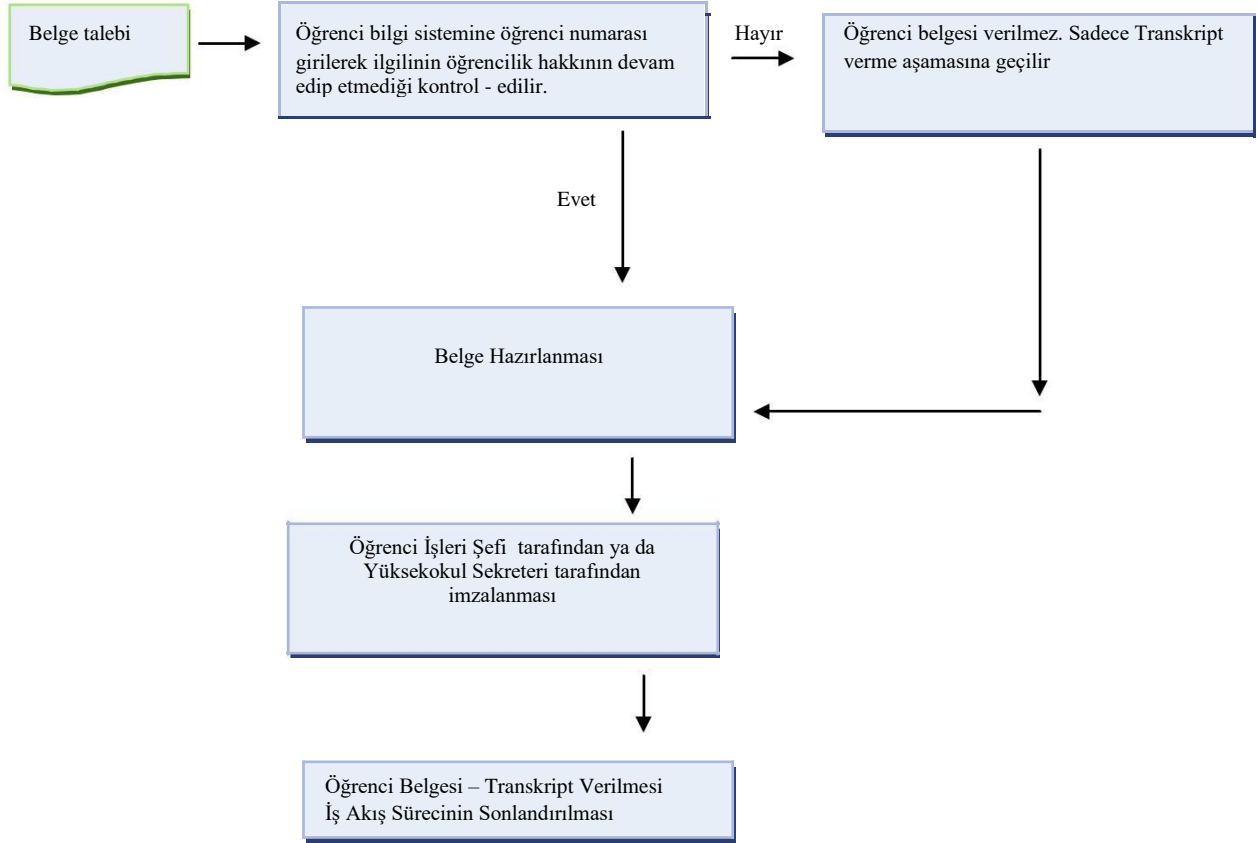 Belge talebi
Öğrenci bilgi sistemine öğrenci numarası
girilerek ilgilinin öğrencilik hakkının devam
edip etmediği kontrol - edilir.
Hayır
Öğrenci belgesi verilmez. Sadece Transkript
verme aşamasına geçilir
Evet
Belge Hazırlanması
Öğrenci İşleri Şefi tarafından ya da
Yüksekokul Sekreteri tarafından
imzalanması
Öğrenci Belgesi – Transkript Verilmesi
İş Akış Sürecinin Sonlandırılması